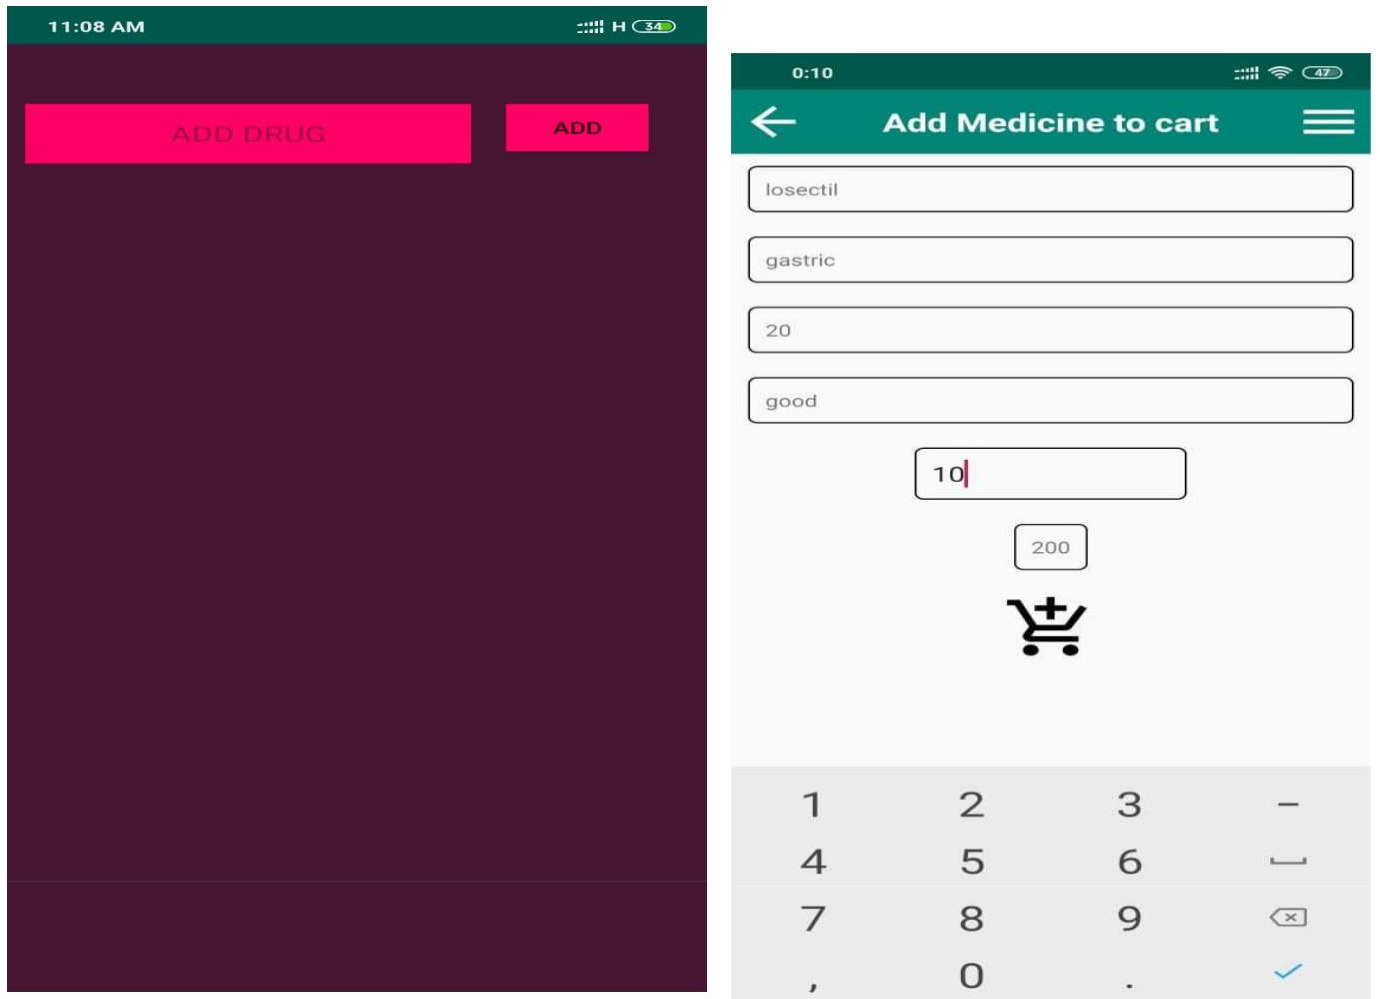 11:08 AM H 34
ADD DRUG ADD
0:10 47
Add Medicine to cart
losectil
gastric
20
good
10
200
1 2 3 –
4 5 6
7 8 9
, 0 .